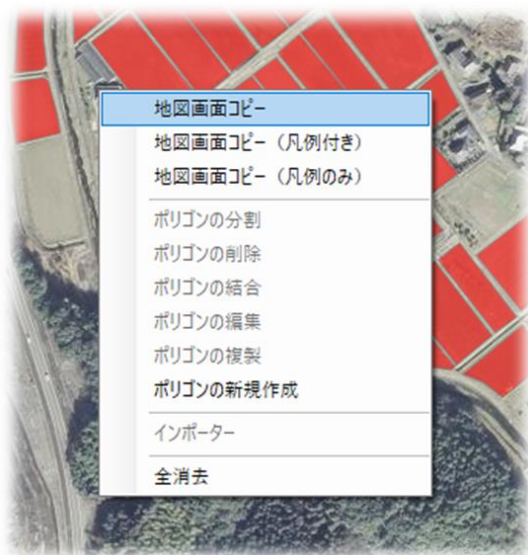 地図画面コピー
地図画面コピー（凡例付き）
地図画面コピー（凡例のみ）
ポリゴンの分割
ポリゴンの削除
ポリゴンの結合
ポリゴンの編集
ポリゴンの複製
ポリゴンの新規作成
インポーター
全消去